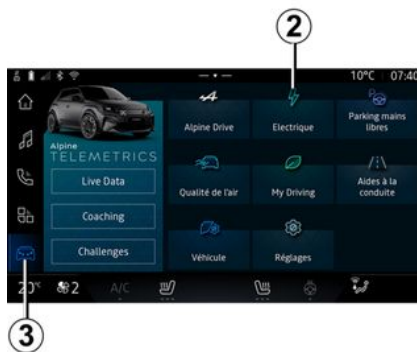 2
10°C 07:40
Alpine
TELEMETRICS
Live Data
Coaching
Challenges
Alpine Drive
Electrique
Parking mains
libres
Qualité de l'air
My Driving
Aides à la
conduite
Véhicule
Réglages
20°C 2 A/C
3